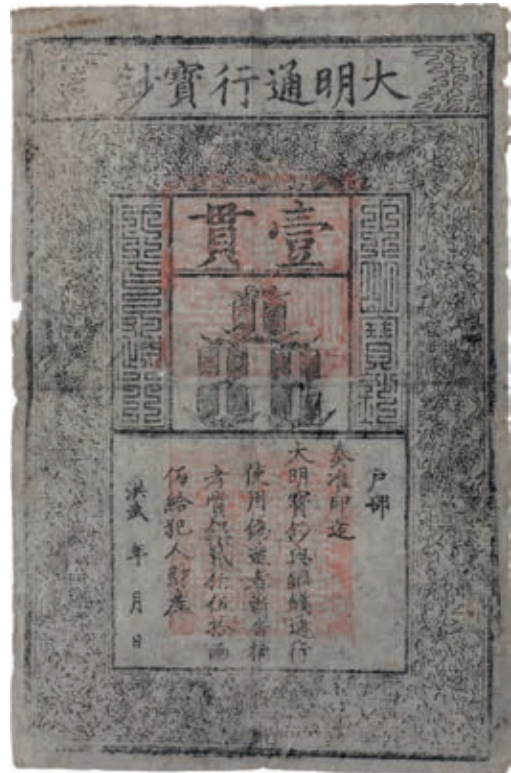 大明通行寶鈔
壹貫
户部
奏准印造
大明寶鈔與銅錢通行
使用偽造者斬告捕
者賞銀貳伯伍拾兩
仍給犯人財產
洪武 年 月 日